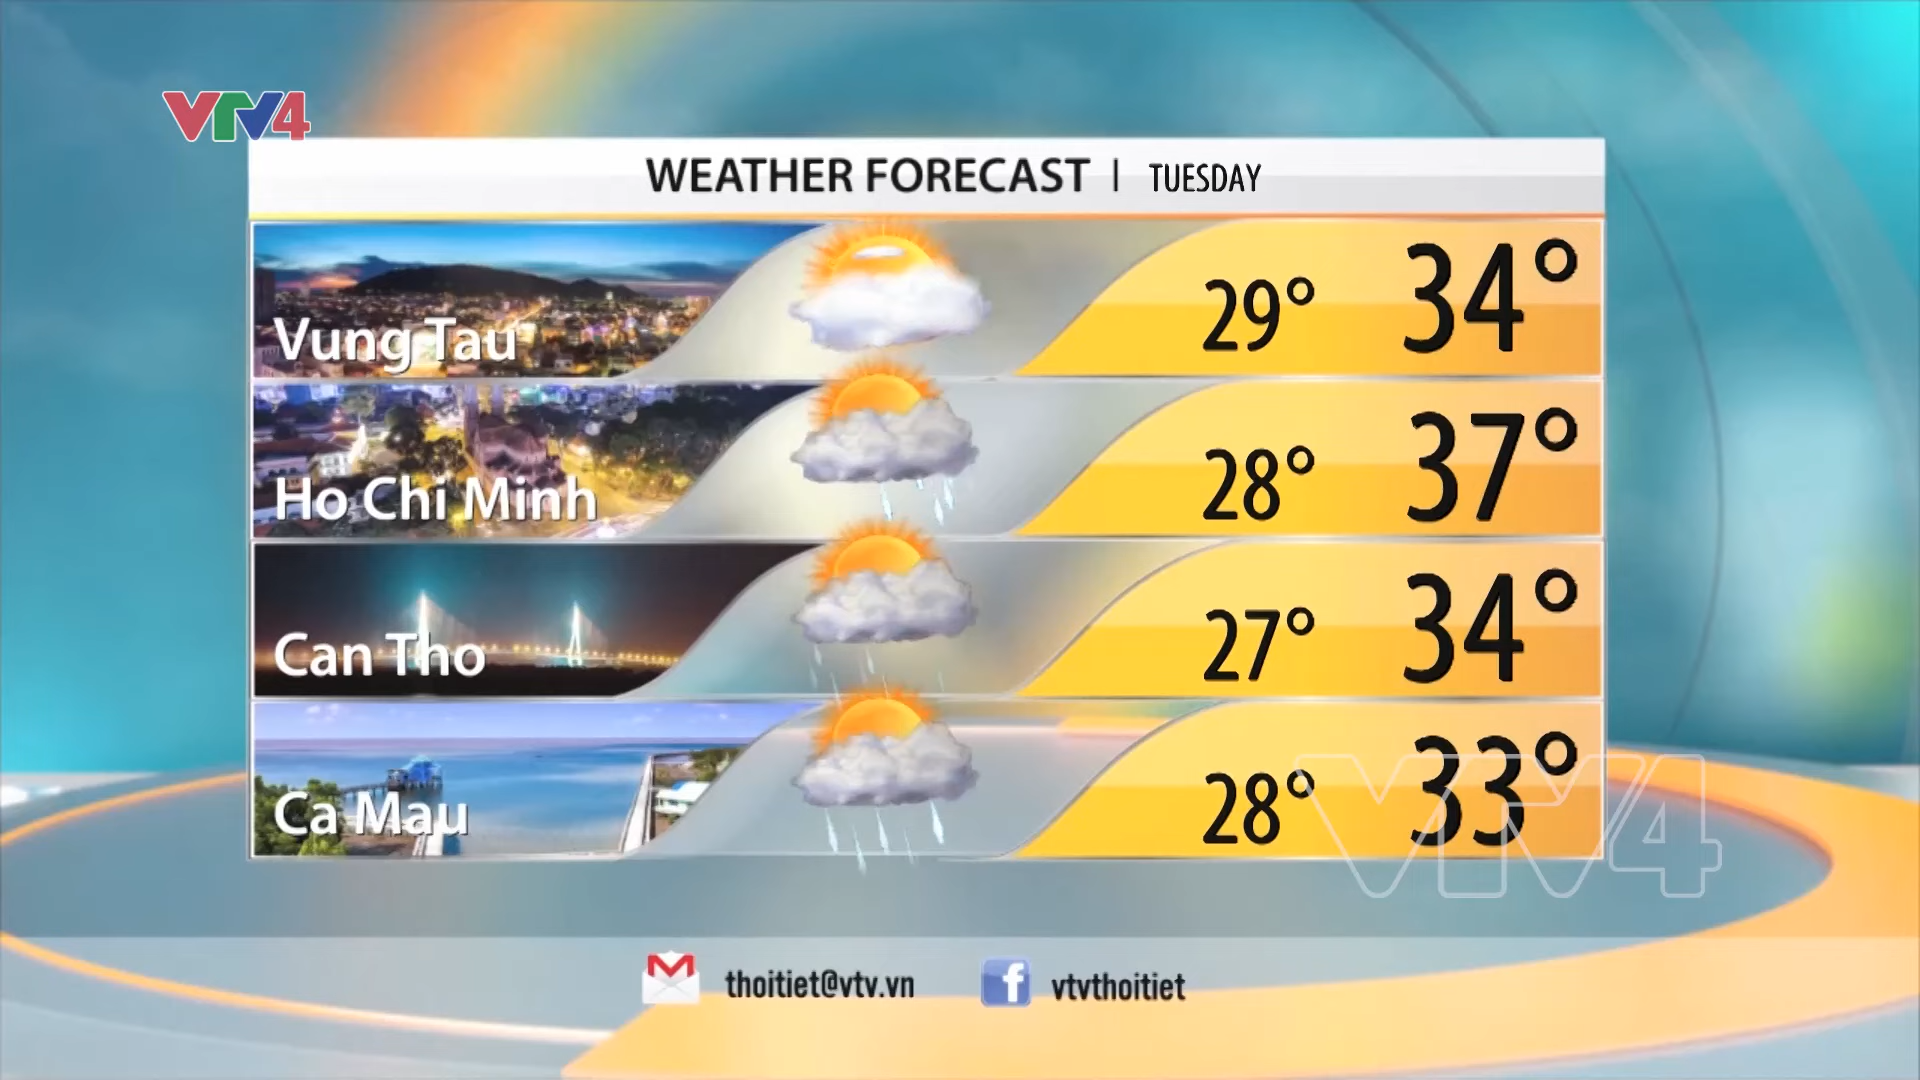 VTV4
WEATHER FORECAST | TUESDAY
Vung Tau 29° 34°
Ho Chi Minh 28° 37°
Can Tho 27° 34°
Ca Mau 28° 33°
VTV4
thoitiet@vtv.vn f vtvthoitiet